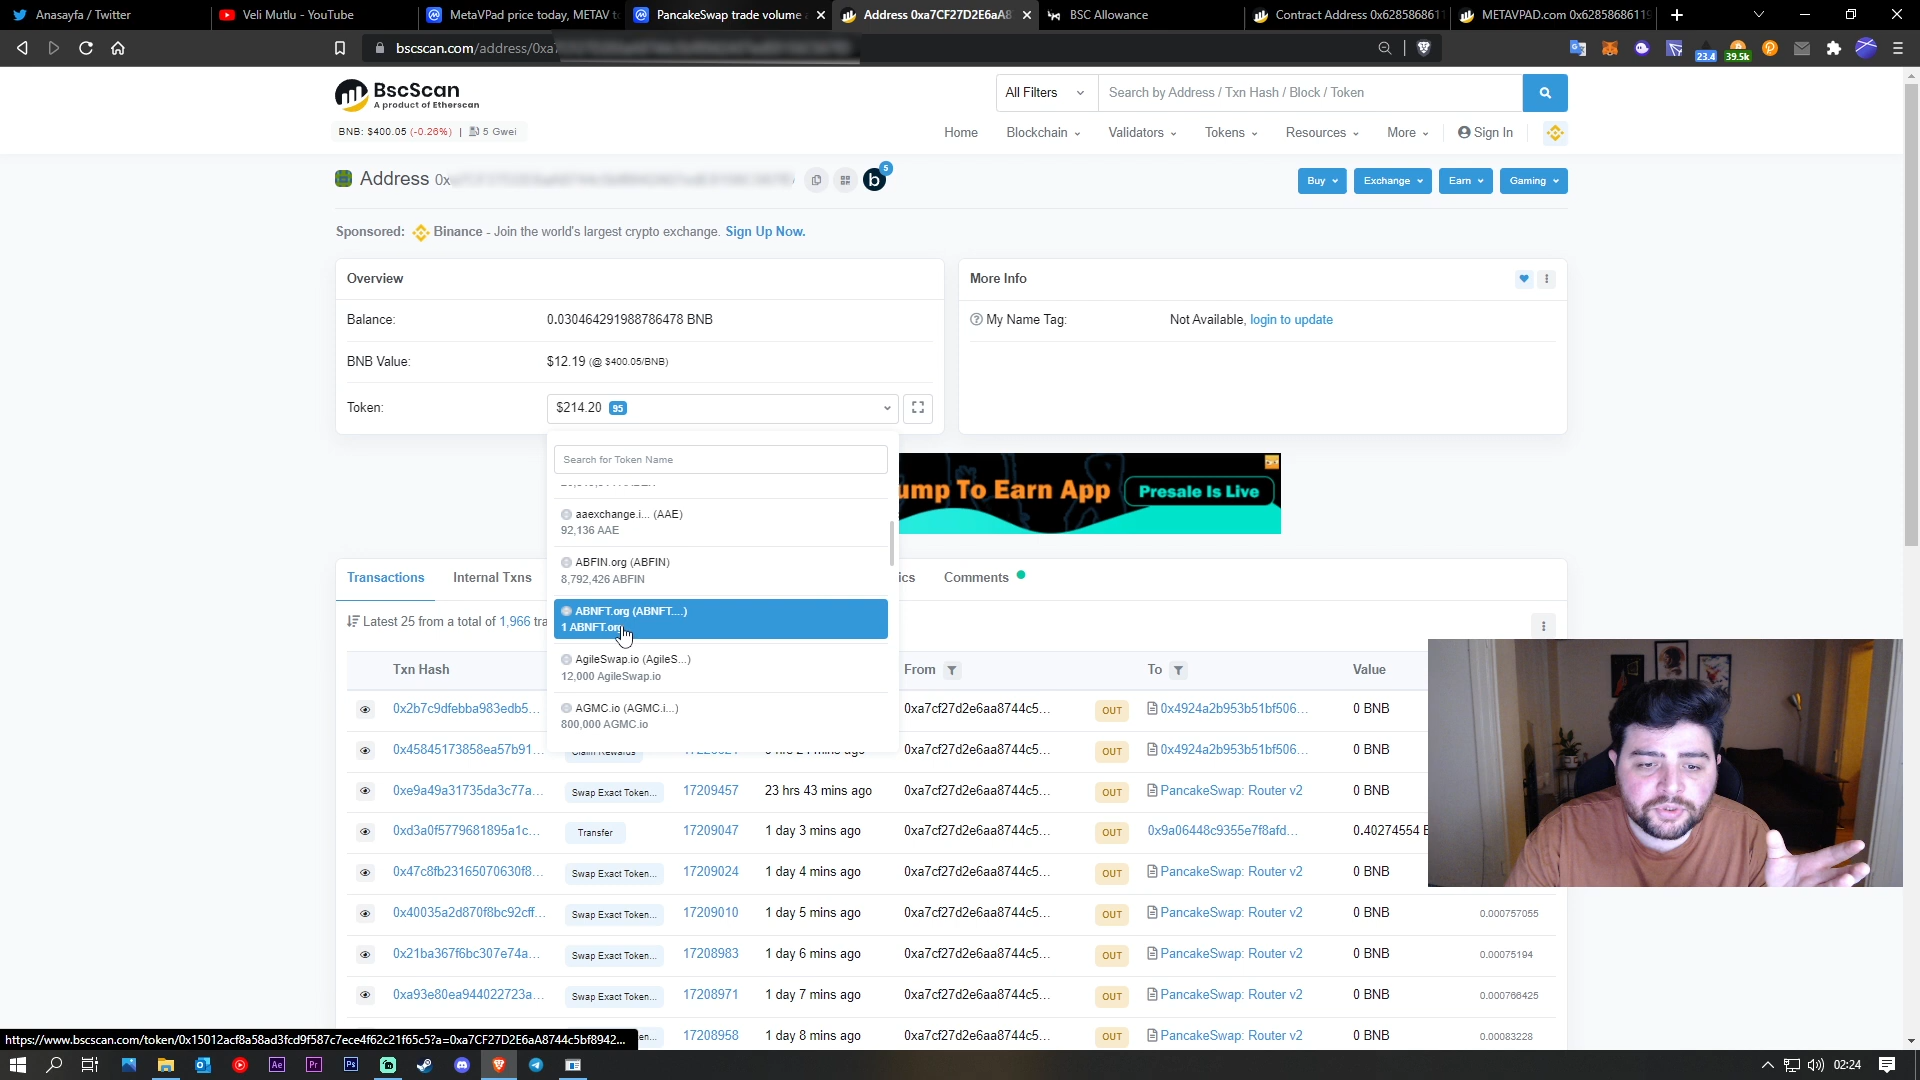 Anasayfa / Twitter
Veli Mutlu - YouTube
MetaVPad price today, METAV to
PancakeSwap trade volume
Address 0xa7CF27D2E6aA8
BSC Allowance
Contract Address 0x628586861
METAVPAD.com 0x6285868611
bscscan.com/address/0xa
23.4
39.5k
BscScan
A product of Etherscan
All Filters
Search by Address / Txn Hash / Block / Token
BNB: $400.05 (-0.26%) | 5 Gwei
Home
Blockchain
Validators
Tokens
Resources
More
Sign In
Address 0x
b
5
Buy
Exchange
Earn
Gaming
Sponsored: Binance - Join the world's largest crypto exchange. Sign Up Now.
Overview
More Info
Balance:
0.030464291988786478 BNB
My Name Tag:
Not Available, login to update
BNB Value:
$12.19 (@ $400.05/BNB)
Token:
$214.20 95
Search for Token Name
aaexchange.i... (AAE)
92,136 AAE
ump To Earn App
Presale Is Live
ABFIN.org (ABFIN)
8,792,426 ABFIN
ABNFT.org (ABNFT....)
1 ABNFT.org
AgileSwap.io (AgileS...)
12,000 AgileSwap.io
AGMC.io (AGMC.i...)
800,000 AGMC.io
Transactions
Internal Txns
ics
Comments
Latest 25 from a total of 1,966 tra
Txn Hash
From
To
Value
0x2b7c9dfebba983edb5...
0xa7cf27d2e6aa8744c5...
OUT
0x4924a2b953b51bf506...
0 BNB
0x45845173858ea57b91...
Claim Rewards
0xa7cf27d2e6aa8744c5...
OUT
0x4924a2b953b51bf506...
0 BNB
0xe9a49a31735da3c77a...
Swap Exact Token...
17209457
23 hrs 43 mins ago
0xa7cf27d2e6aa8744c5...
OUT
PancakeSwap: Router v2
0 BNB
0xd3a0f5779681895a1c...
Transfer
17209047
1 day 3 mins ago
0xa7cf27d2e6aa8744c5...
OUT
0x9a06448c9355e7f8afd...
0.40274554 B
0x47c8fb23165070630f8...
Swap Exact Token...
17209024
1 day 4 mins ago
0xa7cf27d2e6aa8744c5...
OUT
PancakeSwap: Router v2
0 BNB
0x40035a2d870f8bc92cff...
Swap Exact Token...
17209010
1 day 5 mins ago
0xa7cf27d2e6aa8744c5...
OUT
PancakeSwap: Router v2
0 BNB
0.000757055
0x21ba367f6bc307e74a...
Swap Exact Token...
17208983
1 day 6 mins ago
0xa7cf27d2e6aa8744c5...
OUT
PancakeSwap: Router v2
0 BNB
0.00075194
0xa93e80ea944022723a...
Swap Exact Token...
17208971
1 day 7 mins ago
0xa7cf27d2e6aa8744c5...
OUT
PancakeSwap: Router v2
0 BNB
0.000766425
en...
17208958
1 day 8 mins ago
0xa7cf27d2e6aa8744c5...
OUT
PancakeSwap: Router v2
0 BNB
0.00083228
https://www.bscscan.com/token/0x15012acf8a58ad3fcd9f587c7ece4f62c21f65c5?a=0xa7CF27D2E6aA8744c5bf8942...
Ae
Pr
Ps
02:24